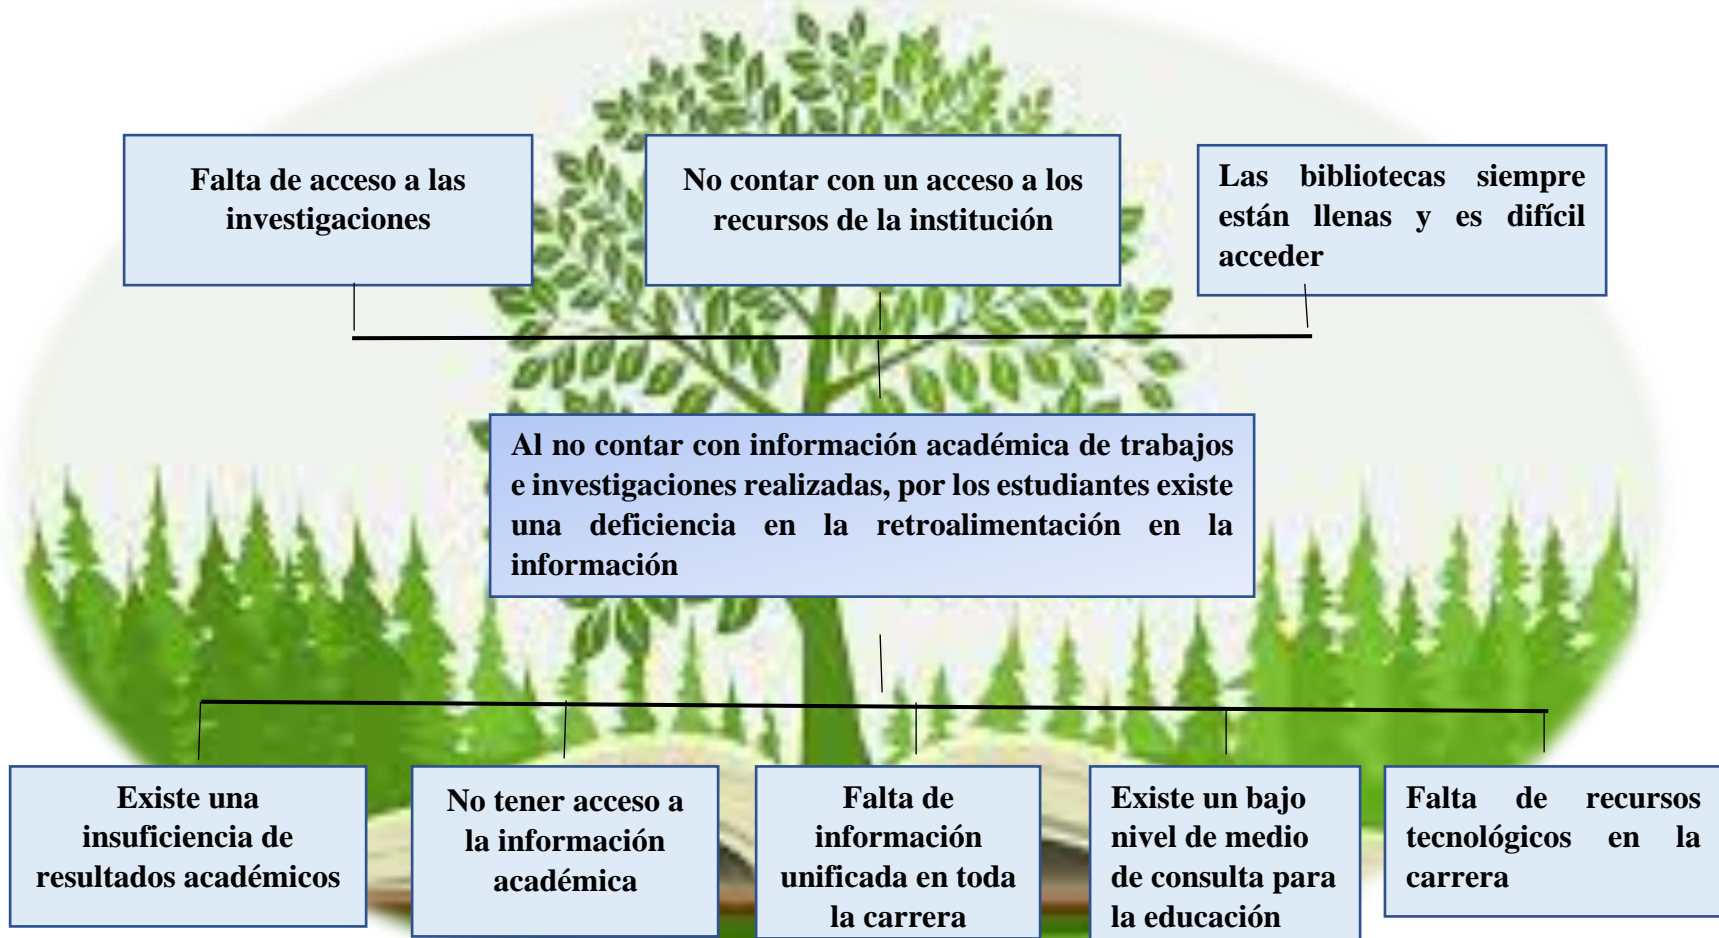 Falta de acceso a las
investigaciones
No contar con un acceso a los
recursos de la institución
Las bibliotecas siempre
están llenas y es difícil
acceder
Al no contar con información académica de trabajos
e investigaciones realizadas, por los estudiantes existe
una deficiencia en la retroalimentación en la
información
Existe una
insuficiencia de
resultados académicos
No tener acceso a
la información
académica
Falta de
información
unificada en toda
la carrera
Existe un bajo
nivel de medio
de consulta para
la educación
Falta de recursos
tecnológicos en la
carrera